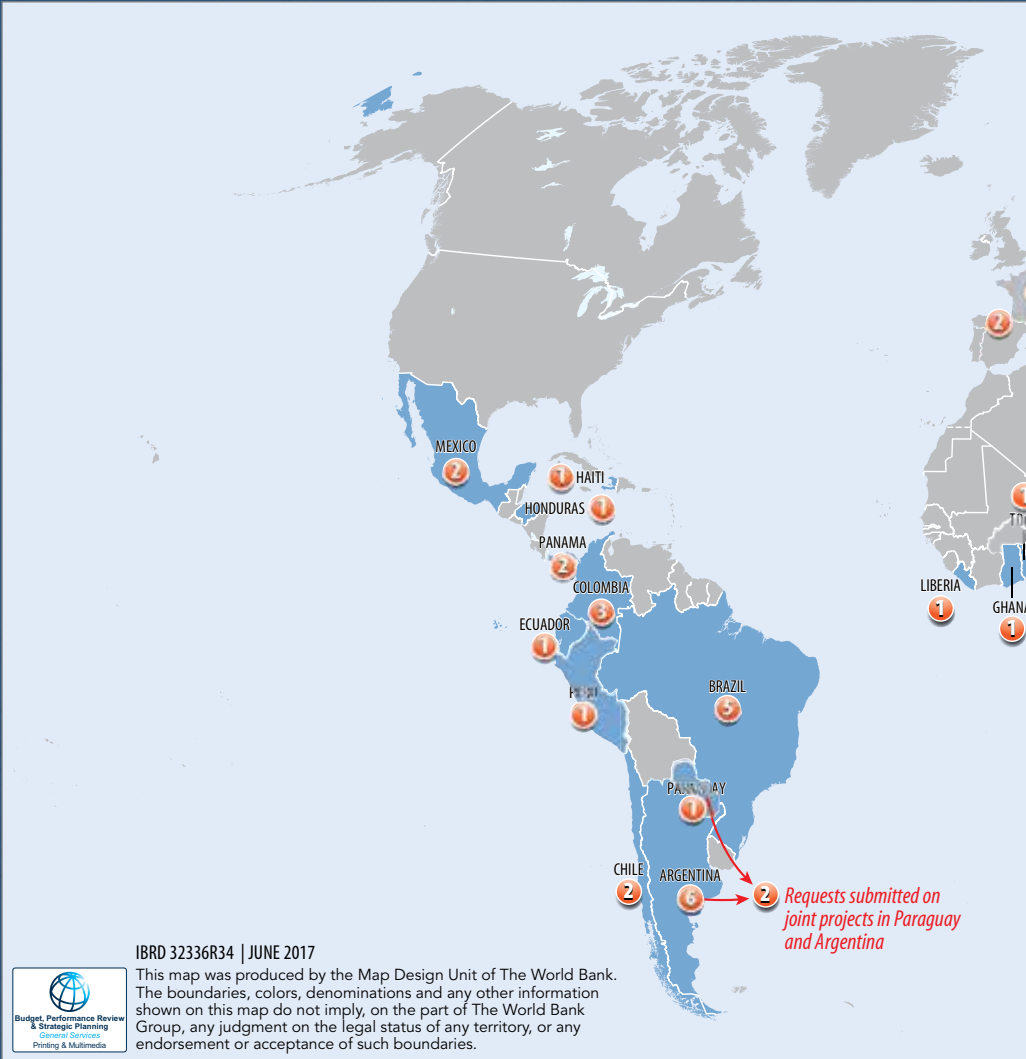 MEXICO
2
1
HAITI
HONDURAS
1
PANAMA
2
COLOMBIA
3
ECUADOR
1
PERU
1
BRAZIL
5
PARAGUAY
1
CHILE
2
ARGENTINA
6
2
Requests submitted on
joint projects in Paraguay
and Argentina
2
1
LIBERIA
1
GHANA
1
IBRD 32336R34 | JUNE 2017
This map was produced by the Map Design Unit of The World Bank.
The boundaries, colors, denominations and any other information
shown on this map do not imply, on the part of The World Bank
Group, any judgment on the legal status of any territory, or any
endorsement or acceptance of such boundaries.
Budget, Performance Review
& Strategic Planning
General Services
Printing & Multimedia